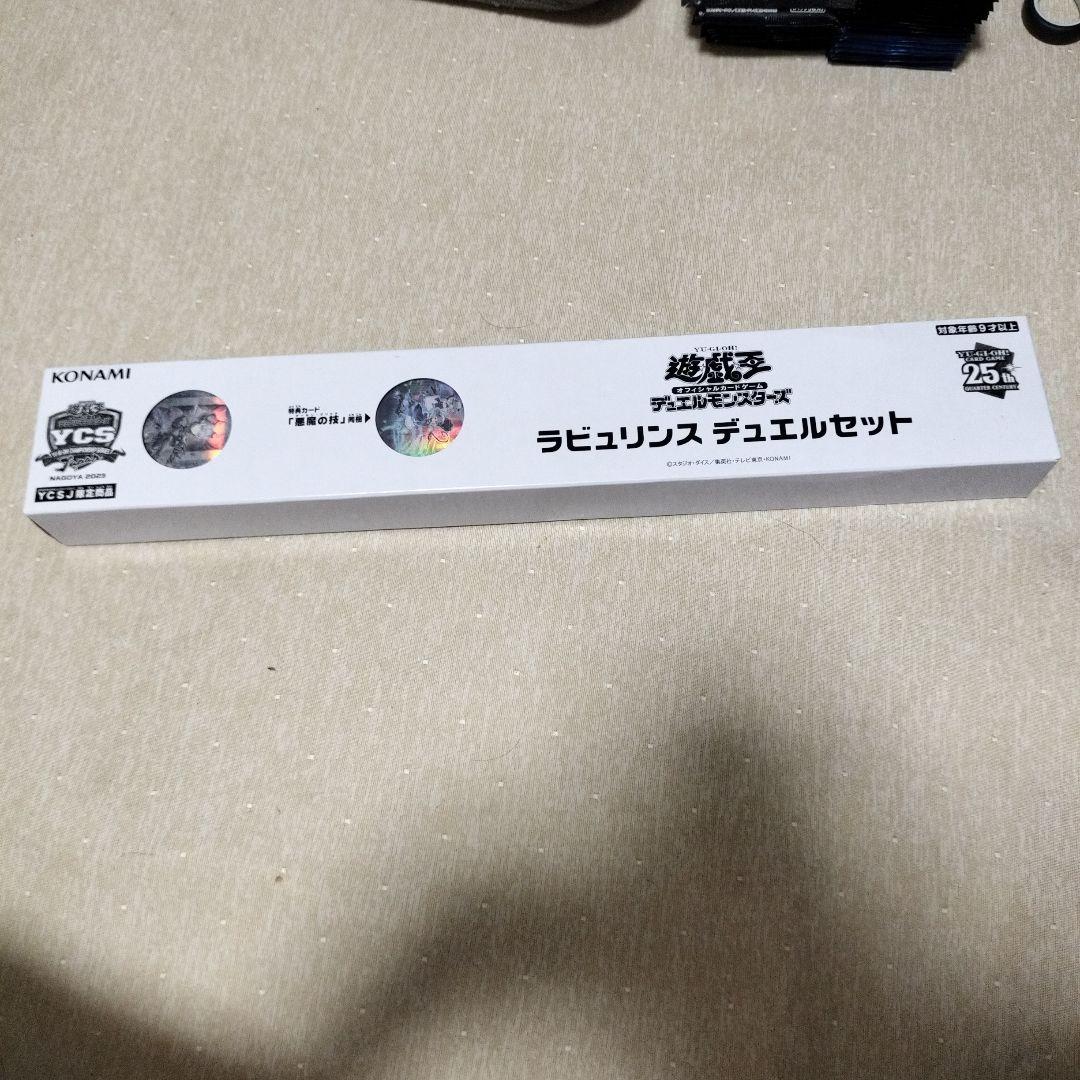 KONAMI
YCS
NAGOYA 2023
YCSJ限定商品
特典カード
「悪魔の技」同梱▶
YU-GI-OH!
遊戯王
オフィシャルカードゲーム
デュエルモンスターズ
ラビュリンス デュエルセット
©スタジオ・ダイス／集英社・テレビ東京・KONAMI
対象年齢9才以上
YU-GI-OH!
CARD GAME
25th
QUARTER CENTURY